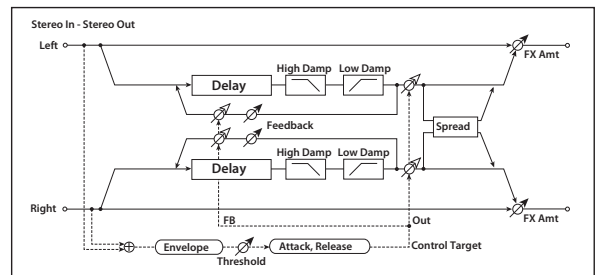 Stereo In - Stereo Out
Left
FX Amt
High Damp Low Damp
Delay
Feedback
Spread
High Damp Low Damp
Delay
Right
FB Out
FX Amt
Envelope Attack, Release Control Target
Threshold